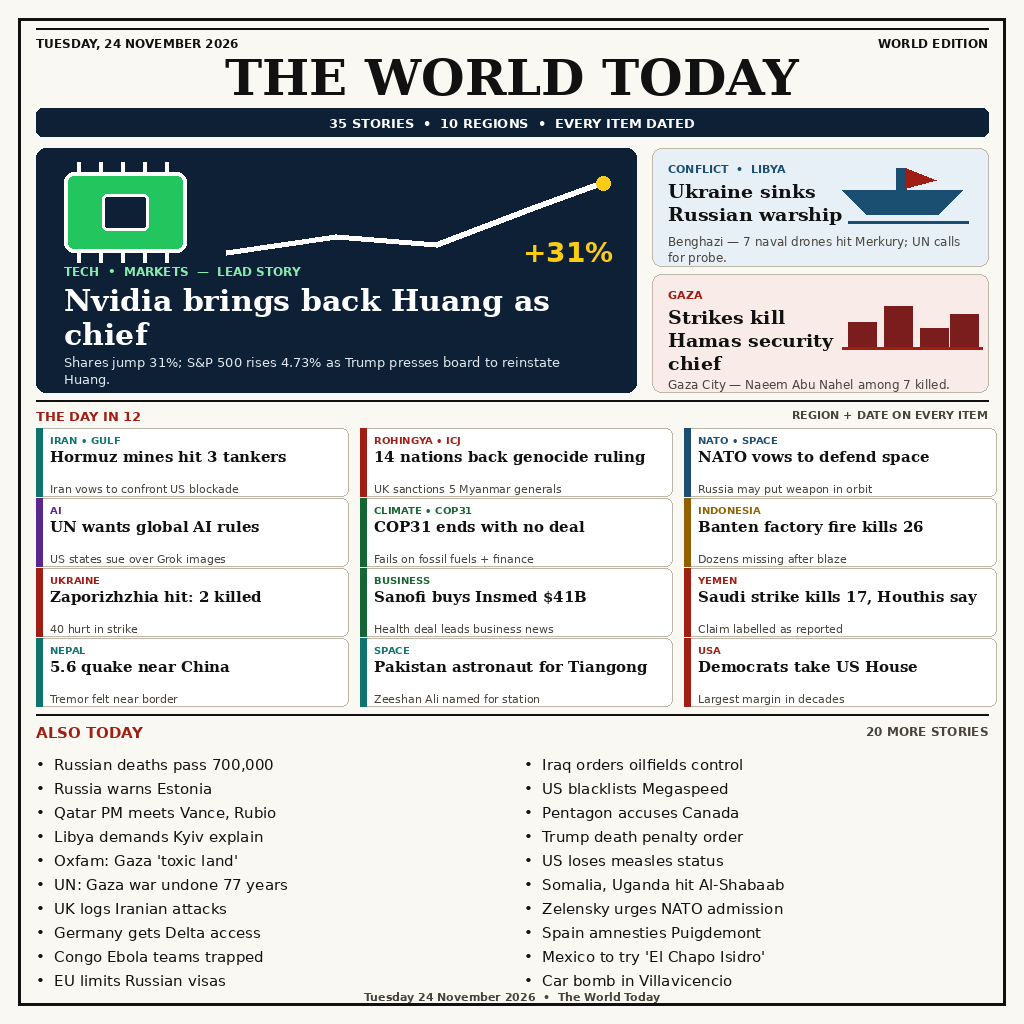 TUESDAY, 24 NOVEMBER 2026
WORLD EDITION
THE WORLD TODAY
35 STORIES • 10 REGIONS • EVERY ITEM DATED
+31%
TECH • MARKETS — LEAD STORY
Nvidia brings back Huang as
chief
Shares jump 31%; S&P 500 rises 4.73% as Trump presses board to reinstate
Huang.
CONFLICT • LIBYA
Ukraine sinks
Russian warship
Benghazi — 7 naval drones hit Merkury; UN calls
for probe.
GAZA
Strikes kill
Hamas security
chief
Gaza City — Naeem Abu Nahel among 7 killed.
THE DAY IN 12
REGION + DATE ON EVERY ITEM
IRAN • GULF
Hormuz mines hit 3 tankers
Iran vows to confront US blockade
ROHINGYA • ICJ
14 nations back genocide ruling
UK sanctions 5 Myanmar generals
NATO • SPACE
NATO vows to defend space
Russia may put weapon in orbit
AI
UN wants global AI rules
US states sue over Grok images
CLIMATE • COP31
COP31 ends with no deal
Fails on fossil fuels + finance
INDONESIA
Banten factory fire kills 26
Dozens missing after blaze
UKRAINE
Zaporizhzhia hit: 2 killed
40 hurt in strike
BUSINESS
Sanofi buys Insmed $41B
Health deal leads business news
YEMEN
Saudi strike kills 17, Houthis say
Claim labelled as reported
NEPAL
5.6 quake near China
Tremor felt near border
SPACE
Pakistan astronaut for Tiangong
Zeeshan Ali named for station
USA
Democrats take US House
Largest margin in decades
ALSO TODAY
20 MORE STORIES
• Russian deaths pass 700,000
• Russia warns Estonia
• Qatar PM meets Vance, Rubio
• Libya demands Kyiv explain
• Oxfam: Gaza 'toxic land'
• UN: Gaza war undone 77 years
• UK logs Iranian attacks
• Germany gets Delta access
• Congo Ebola teams trapped
• EU limits Russian visas
• Iraq orders oilfields control
• US blacklists Megaspeed
• Pentagon accuses Canada
• Trump death penalty order
• US loses measles status
• Somalia, Uganda hit Al-Shabaab
• Zelensky urges NATO admission
• Spain amnesties Puigdemont
• Mexico to try 'El Chapo Isidro'
• Car bomb in Villavicencio
Tuesday 24 November 2026 • The World Today